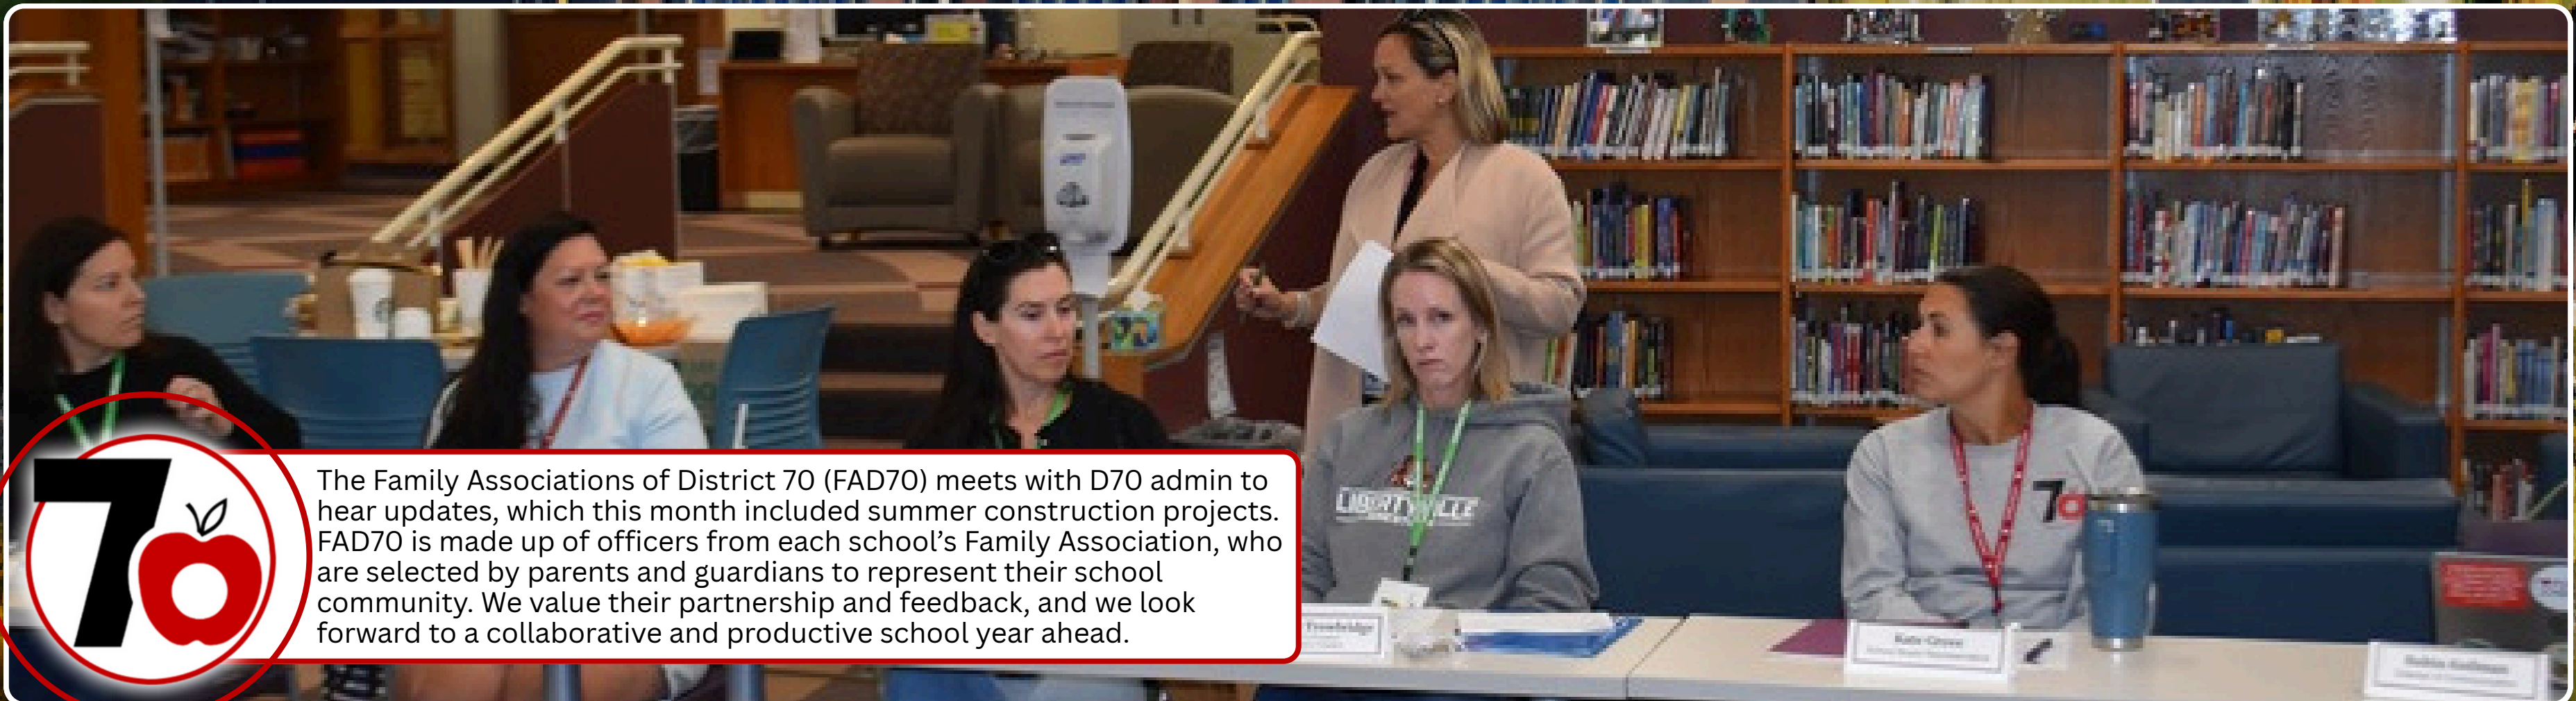 LIBERTYVILLE
70
70
The Family Associations of District 70 (FAD70) meets with D70 admin to
hear updates, which this month included summer construction projects.
FAD70 is made up of officers from each school's Family Association, who
are selected by parents and guardians to represent their school
community. We value their partnership and feedback, and we look
forward to a collaborative and productive school year ahead.
Trowbridge